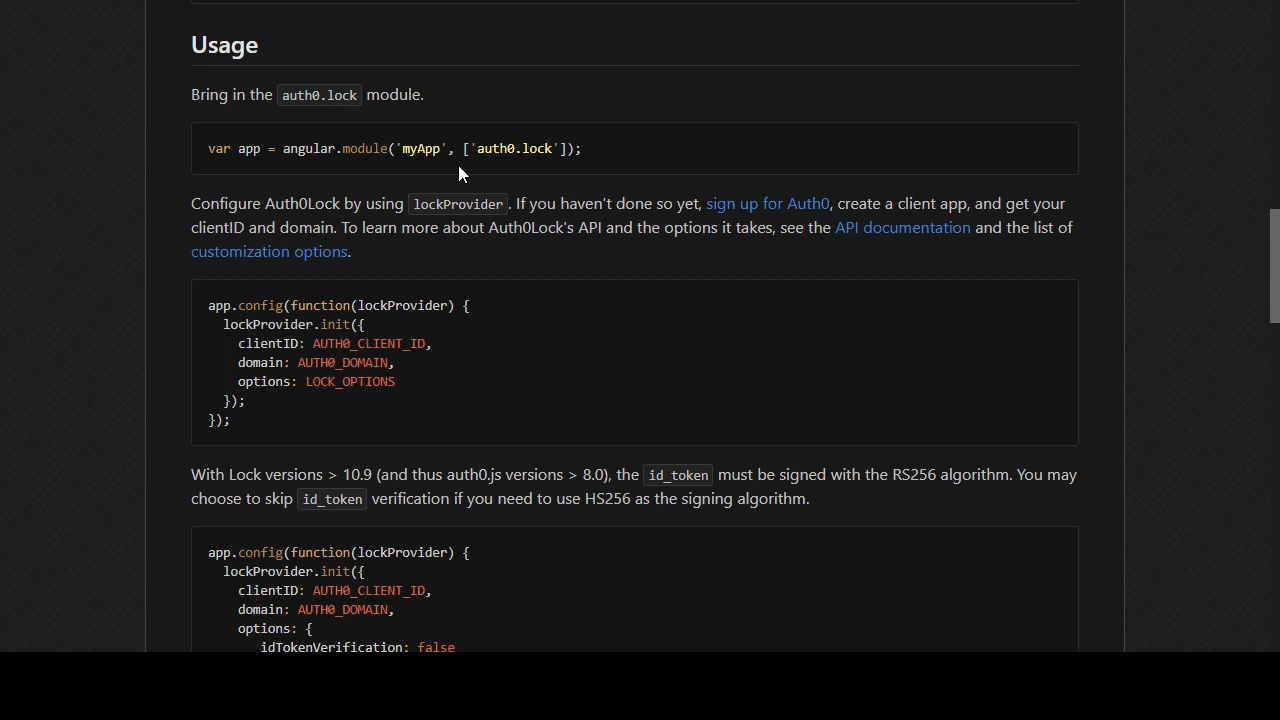 Usage
Bring in the auth0.lock module.
var app = angular.module('myApp', ['auth0.lock']);
Configure Auth0Lock by using lockProvider. If you haven't done so yet, sign up for Auth0, create a client app, and get your
clientID and domain. To learn more about Auth0Lock's API and the options it takes, see the API documentation and the list of
customization options.
app.config(function(lockProvider) {
  lockProvider.init({
    clientID: AUTH0_CLIENT_ID,
    domain: AUTH0_DOMAIN,
    options: LOCK_OPTIONS
  });
});
With Lock versions > 10.9 (and thus auth0.js versions > 8.0), the id_token must be signed with the RS256 algorithm. You may
choose to skip id_token verification if you need to use HS256 as the signing algorithm.
app.config(function(lockProvider) {
  lockProvider.init({
    clientID: AUTH0_CLIENT_ID,
    domain: AUTH0_DOMAIN,
    options: {
       idTokenVerification: false